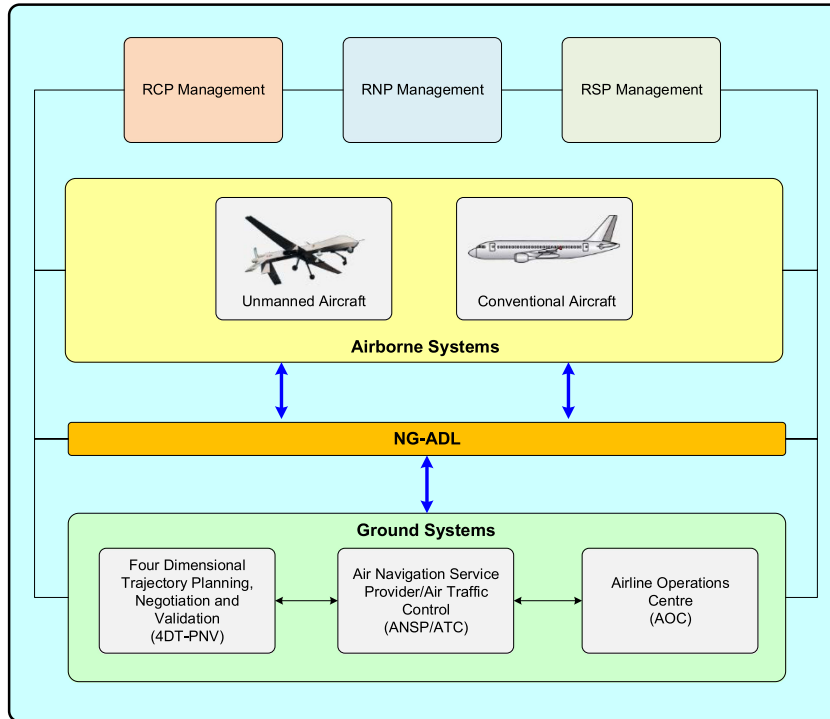 RCP Management
RNP Management
RSP Management
Unmanned Aircraft
Conventional Aircraft
Airborne Systems
NG-ADL
Ground Systems
Four Dimensional
Trajectory Planning,
Negotiation and
Validation
(4DT-PNV)
Air Navigation Service
Provider/Air Traffic
Control
(ANSP/ATC)
Airline Operations
Centre
(AOC)